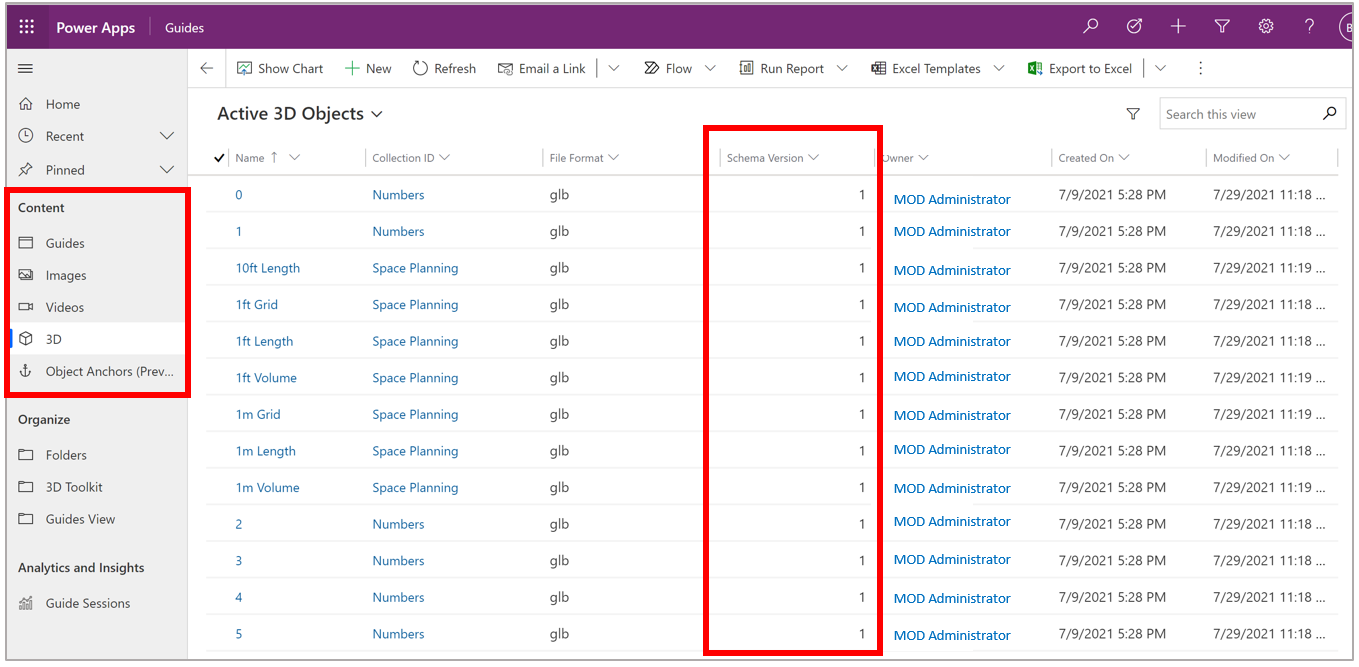 Power Apps Guides
Show Chart New Refresh Email a Link Flow Run Report Excel Templates Export to Excel
Home
Recent
Pinned
Content
Guides
Images
Videos
3D
Object Anchors (Prev...
Organize
Folders
3D Toolkit
Guides View
Analytics and Insights
Guide Sessions
Active 3D Objects Search this view
Name Collection ID File Format Schema Version Owner Created On Modified On
0 Numbers glb 1 MOD Administrator 7/9/2021 5:28 PM 7/29/2021 11:18 ...
1 Numbers glb 1 MOD Administrator 7/9/2021 5:28 PM 7/29/2021 11:18 ...
10ft Length Space Planning glb 1 MOD Administrator 7/9/2021 5:28 PM 7/29/2021 11:19 ...
1ft Grid Space Planning glb 1 MOD Administrator 7/9/2021 5:28 PM 7/29/2021 11:18 ...
1ft Length Space Planning glb 1 MOD Administrator 7/9/2021 5:28 PM 7/29/2021 11:18 ...
1ft Volume Space Planning glb 1 MOD Administrator 7/9/2021 5:28 PM 7/29/2021 11:19 ...
1m Grid Space Planning glb 1 MOD Administrator 7/9/2021 5:28 PM 7/29/2021 11:19 ...
1m Length Space Planning glb 1 MOD Administrator 7/9/2021 5:28 PM 7/29/2021 11:18 ...
1m Volume Space Planning glb 1 MOD Administrator 7/9/2021 5:28 PM 7/29/2021 11:19 ...
2 Numbers glb 1 MOD Administrator 7/9/2021 5:28 PM 7/29/2021 11:18 ...
3 Numbers glb 1 MOD Administrator 7/9/2021 5:28 PM 7/29/2021 11:18 ...
4 Numbers glb 1 MOD Administrator 7/9/2021 5:28 PM 7/29/2021 11:18 ...
5 Numbers glb 1 MOD Administrator 7/9/2021 5:28 PM 7/29/2021 11:18 ...